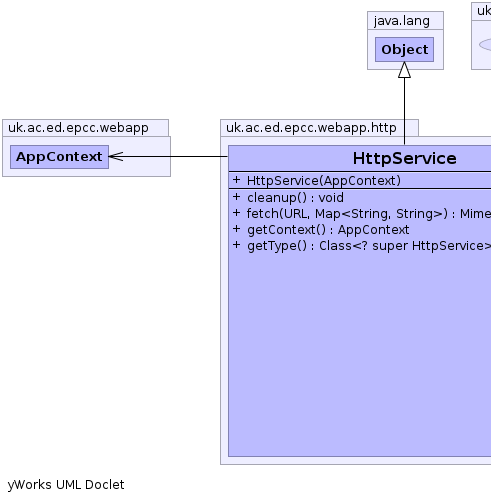 java.lang
uk
Object
uk.ac.ed.epcc.webapp
uk.ac.ed.epcc.webapp.http
AppContext
HttpService
+ HttpService(AppContext)
+ cleanup() : void
+ fetch(URL, Map<String, String>) : Mime
+ getContext() : AppContext
+ getType() : Class<? super HttpService>
yWorks UML Doclet